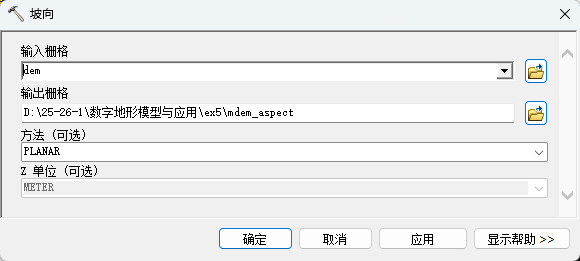 坡向
输入栅格
dem
输出栅格
D:\25-26-1\数字地形模型与应用\ex5\mdem_aspect
方法 (可选)
PLANAR
Z 单位 (可选)
METER
确定
取消
应用
显示帮助 >>